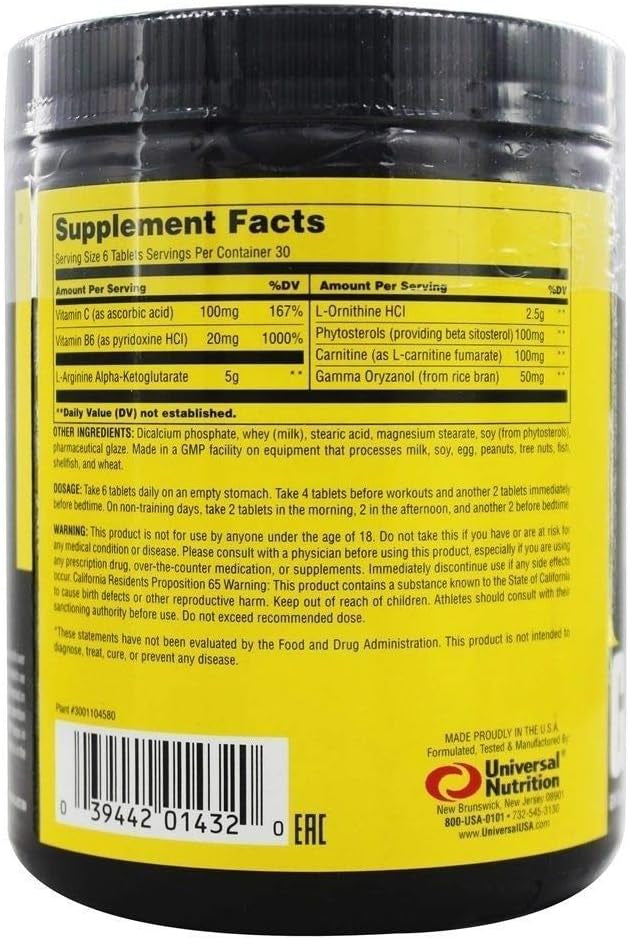 Supplement Facts
Serving Size 6 Tablets Servings Per Container 30
Amount Per Serving %DV
Vitamin C (as ascorbic acid) 100mg 167%
Vitamin B6 (as pyridoxine HCl) 20mg 1000%
L-Arginine Alpha-Ketoglutarate 5g **
Amount Per Serving %DV
L-Ornithine HCl 2.5g **
Phytosterols (providing beta sitosterol) 100mg **
Carnitine (as L-carnitine fumarate) 100mg **
Gamma Oryzanol (from rice bran) 50mg **
**Daily Value (DV) not established.
OTHER INGREDIENTS: Dicalcium phosphate, whey (milk), stearic acid, magnesium stearate, soy (from phytosterols),
pharmaceutical glaze. Made in a GMP facility on equipment that processes milk, soy, egg, peanuts, tree nuts, fish,
shellfish, and wheat.
DOSAGE: Take 6 tablets daily on an empty stomach. Take 4 tablets before workouts and another 2 tablets immediately
before bedtime. On non-training days, take 2 tablets in the morning, 2 in the afternoon, and another 2 before bedtime.
WARNING: This product is not for use by anyone under the age of 18. Do not take this if you have or are at risk for
any medical condition or disease. Please consult with a physician before using this product, especially if you are using
any prescription drug, over-the-counter medication, or supplements. Immediately discontinue use if any side effects
occur. California Residents Proposition 65 Warning: This product contains a substance known to the State of California
to cause birth defects or other reproductive harm. Keep out of reach of children. Athletes should consult with their
sanctioning authority before use. Do not exceed recommended dose.
*These statements have not been evaluated by the Food and Drug Administration. This product is not intended to
diagnose, treat, cure, or prevent any disease.
Plant #3001104580
0 39442 01432 0
EAC
MADE PROUDLY IN THE U.S.A.
Formulated, Tested & Manufactured By
Universal®
Nutrition
New Brunswick, New Jersey 08901
800-USA-0101 • 732-545-3130
www.UniversalUSA.com